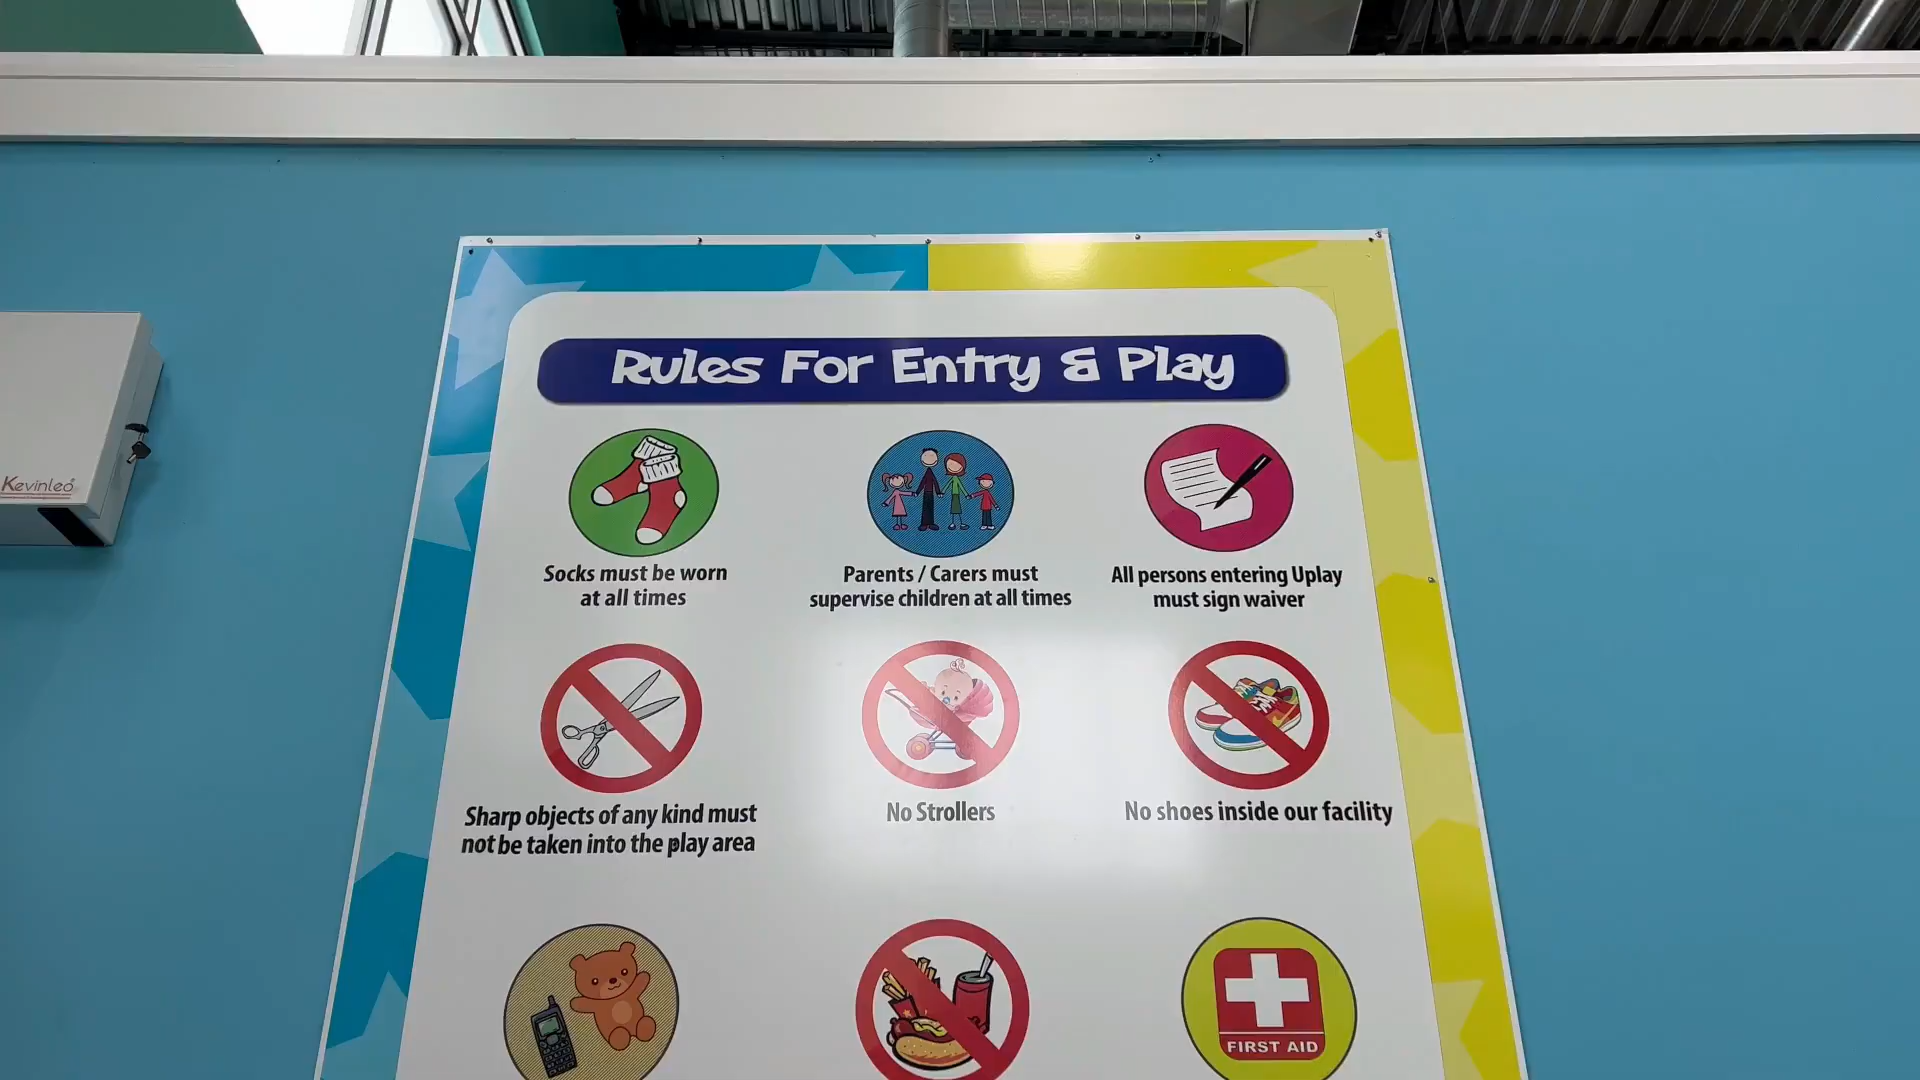 Rules For Entry & Play
Socks must be worn
at all times
Parents / Carers must
supervise children at all times
All persons entering Uplay
must sign waiver
Sharp objects of any kind must
not be taken into the play area
No Strollers
No shoes inside our facility
FIRST AID
Kevinleo